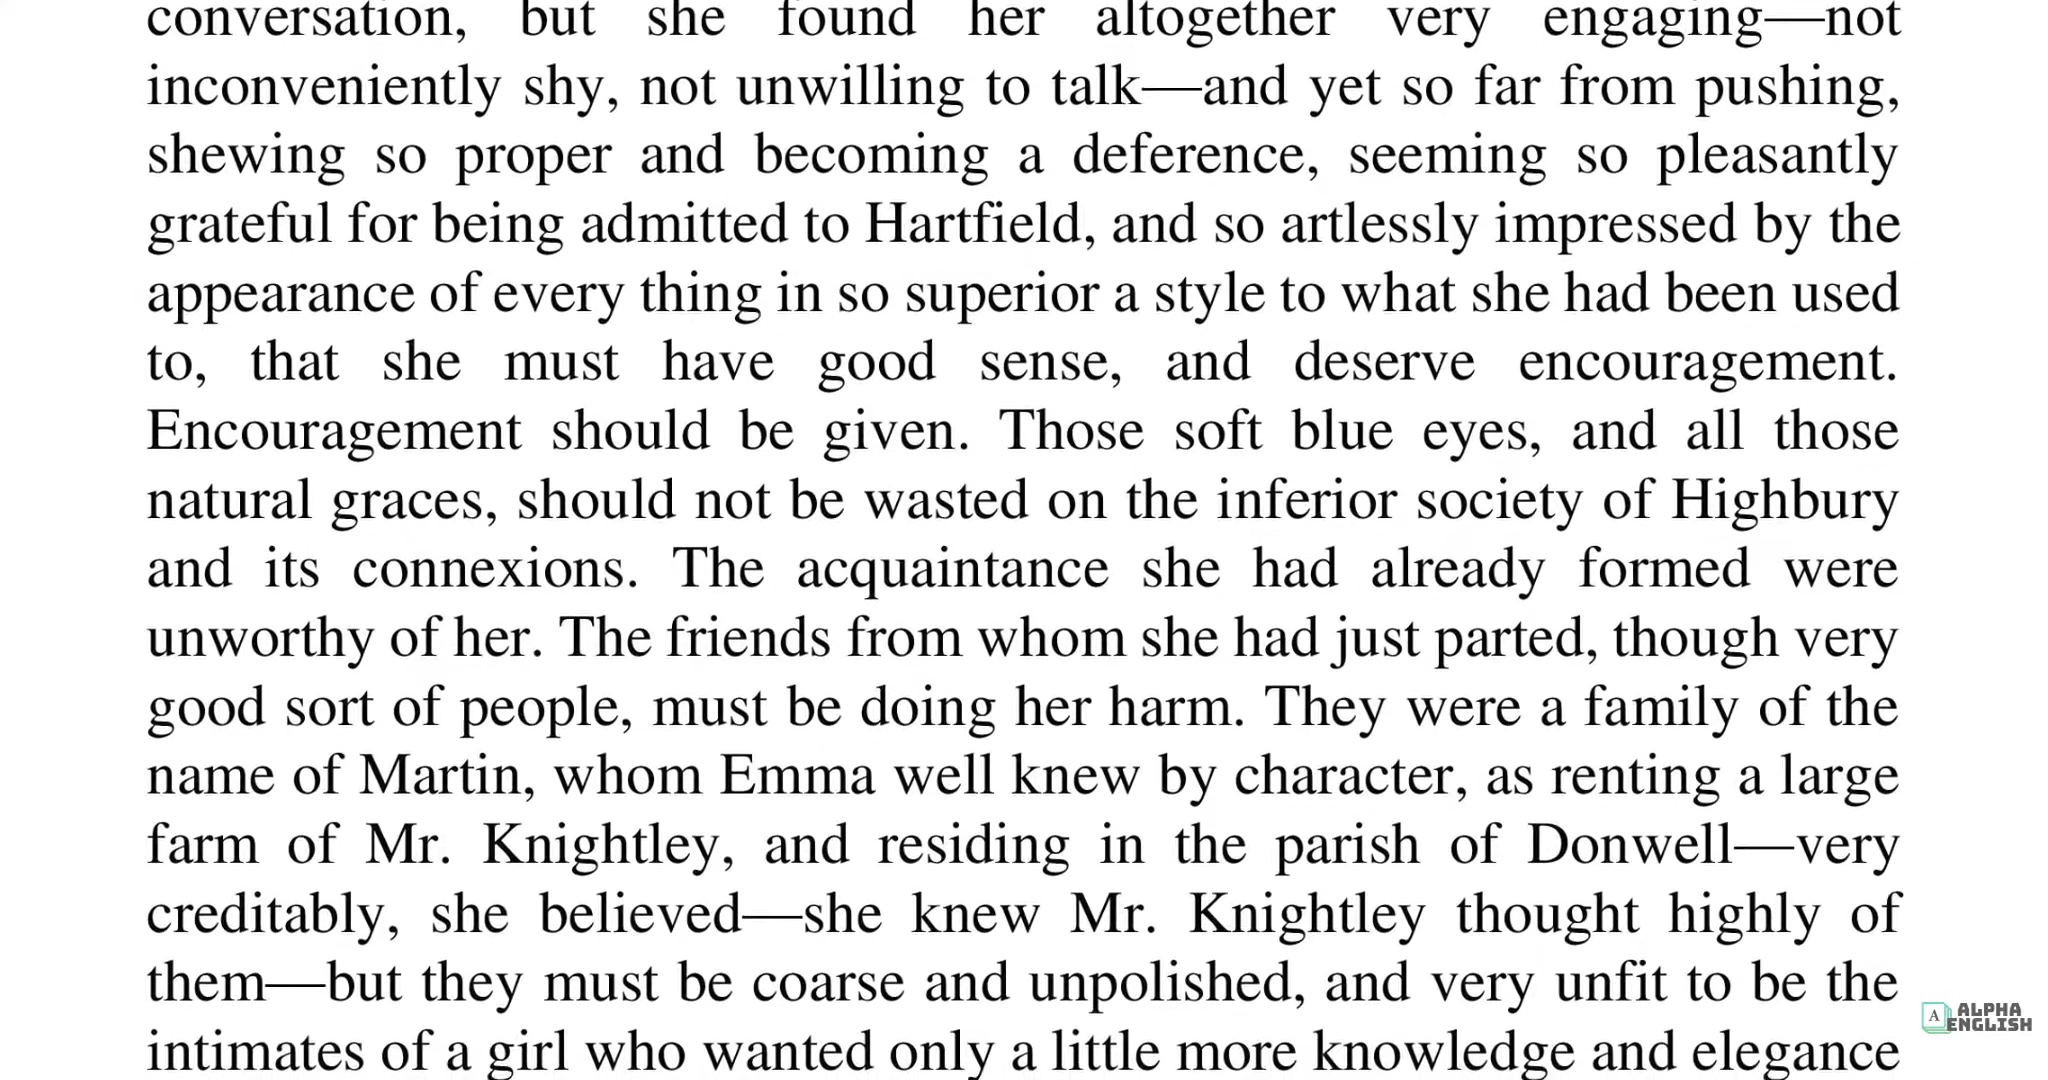 conversation, but she found her altogether very engaging—not
inconveniently shy, not unwilling to talk—and yet so far from pushing,
shewing so proper and becoming a deference, seeming so pleasantly
grateful for being admitted to Hartfield, and so artlessly impressed by the
appearance of every thing in so superior a style to what she had been used
to, that she must have good sense, and deserve encouragement.
Encouragement should be given. Those soft blue eyes, and all those
natural graces, should not be wasted on the inferior society of Highbury
and its connexions. The acquaintance she had already formed were
unworthy of her. The friends from whom she had just parted, though very
good sort of people, must be doing her harm. They were a family of the
name of Martin, whom Emma well knew by character, as renting a large
farm of Mr. Knightley, and residing in the parish of Donwell—very
creditably, she believed—she knew Mr. Knightley thought highly of
them—but they must be coarse and unpolished, and very unfit to be the
intimates of a girl who wanted only a little more knowledge and elegance
A ALPHA
ENGLISH